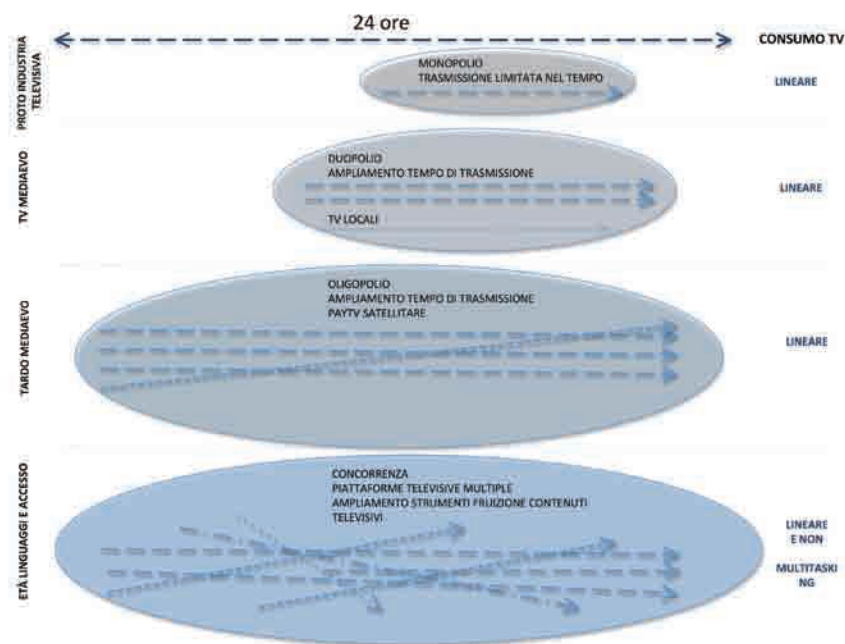 24 ore
CONSUMO TV
PROTO INDUSTRIA
TELEVISIVA
MONOPOLIO
TRASMISSIONE LIMITATA NEL TEMPO
LINEARE
TV MEDIAEVO
DUOPOLIO
AMPLIAMENTO TEMPO DI TRASMISSIONE
TV LOCALI
LINEARE
TARDO MEDIAEVO
OLIGOPOLIO
AMPLIAMENTO TEMPO DI TRASMISSIONE
PAYTV SATELLITARE
LINEARE
ETÀ LINGUAGGI E ACCESSO
CONCORRENZA
PIATTAFORME TELEVISIVE MULTIPLE
AMPLIAMENTO STRUMENTI FRUIZIONE CONTENUTI
TELEVISIVI
LINEARE
E NON
MULTITASKI
NG